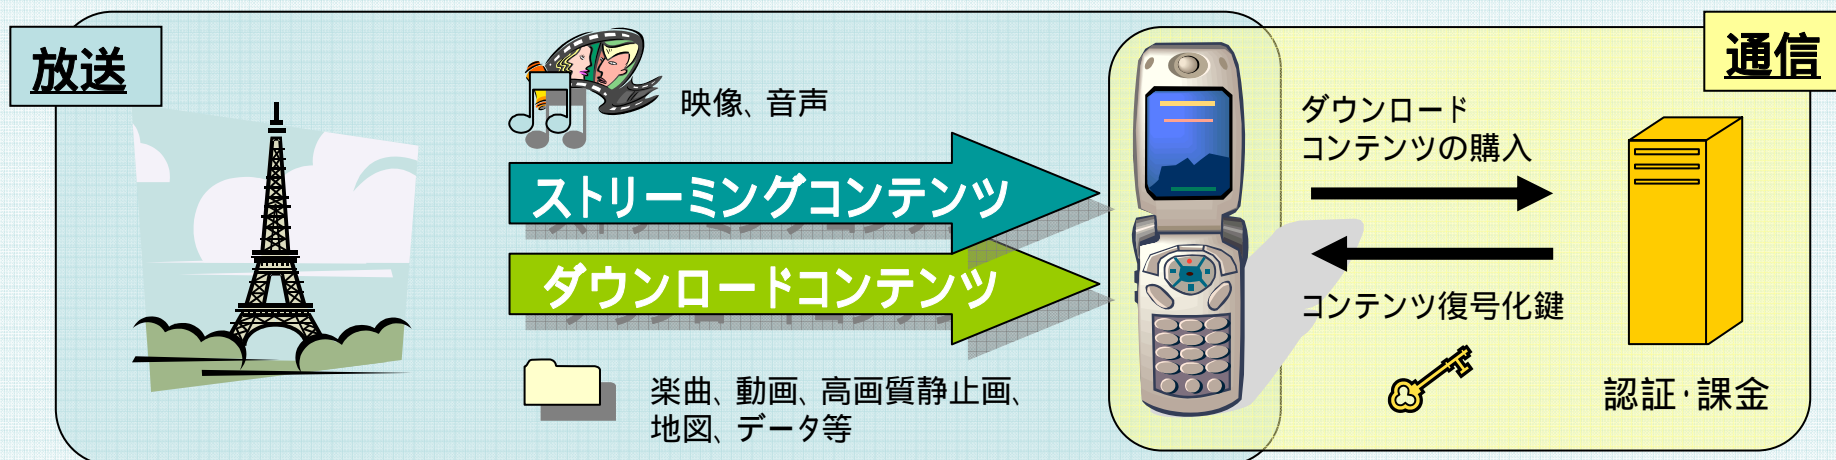 放送
映像、音声
ストリーミングコンテンツ
ダウンロードコンテンツ
楽曲、動画、高画質静止画、
地図、データ等
通信
ダウンロード
コンテンツの購入
コンテンツ復号化鍵
認証・課金